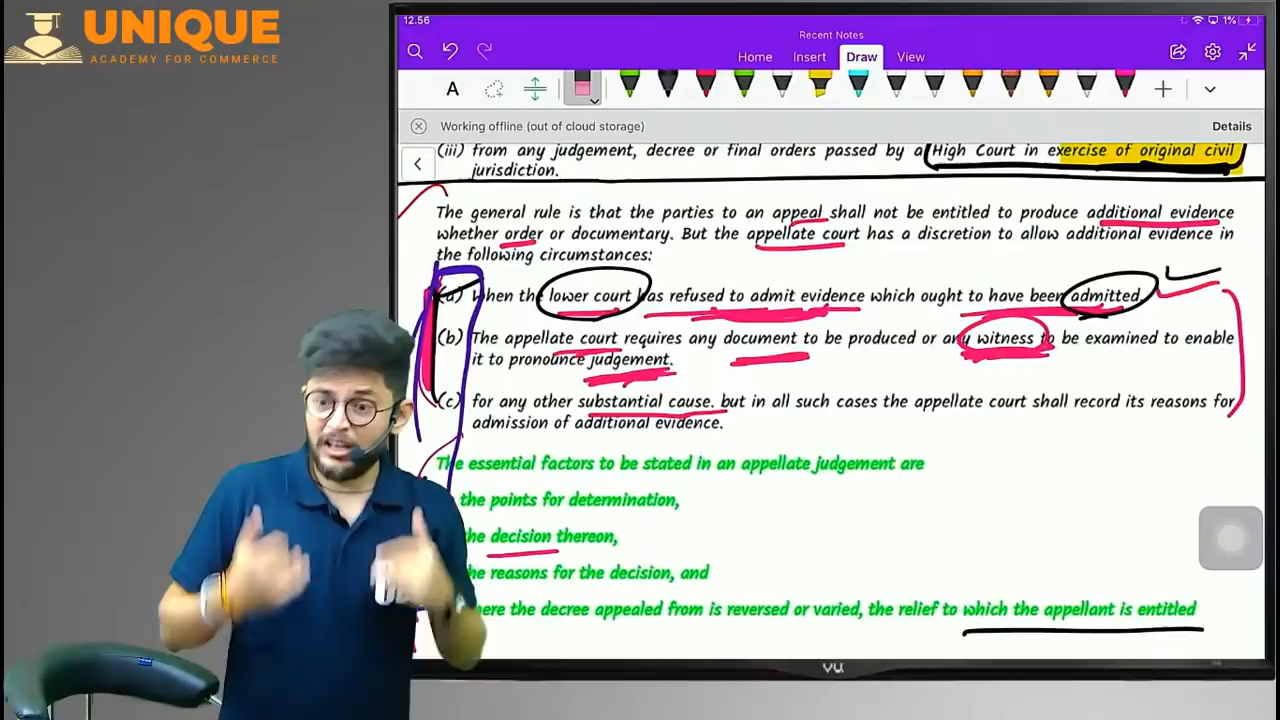 UNIQUE
ACADEMY FOR COMMERCE
12.56
1%
Recent Notes
Home Insert Draw View
A
Working offline (out of cloud storage) Details
(iii) from any judgement, decree or final orders passed by a High Court in exercise of original civil
jurisdiction.
The general rule is that the parties to an appeal shall not be entitled to produce additional evidence
whether order or documentary. But the appellate court has a discretion to allow additional evidence in
the following circumstances:
(a) When the lower court has refused to admit evidence which ought to have been admitted
(b) The appellate court requires any document to be produced or any witness to be examined to enable
it to pronounce judgement.
(c) for any other substantial cause. but in all such cases the appellate court shall record its reasons for
admission of additional evidence.
The essential factors to be stated in an appellate judgement are
the points for determination,
the decision thereon,
the reasons for the decision, and
where the decree appealed from is reversed or varied, the relief to which the appellant is entitled
vu